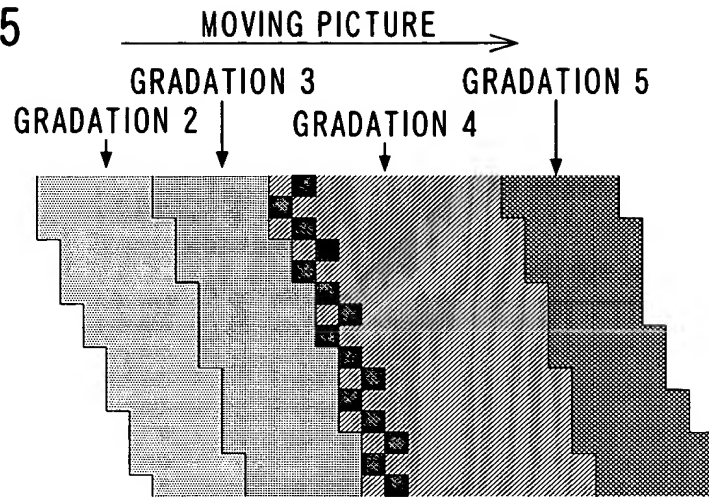 5
MOVING PICTURE
GRADATION 3
GRADATION 5
GRADATION 2
GRADATION 4